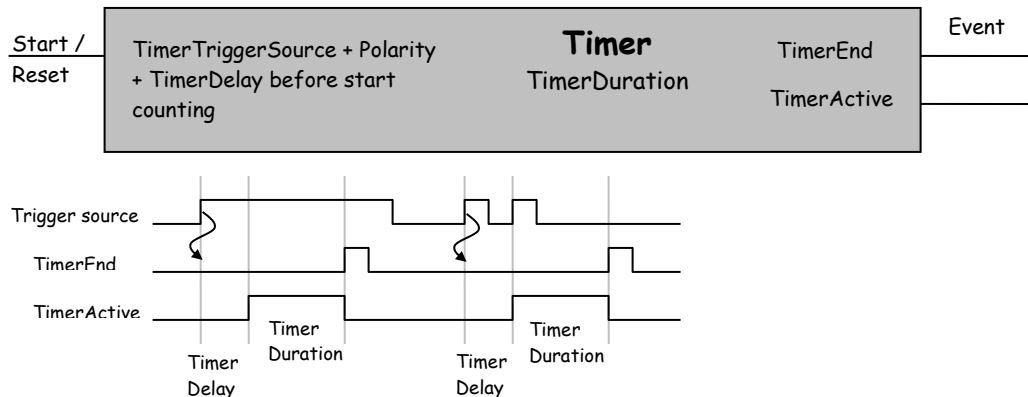 Start /
Reset
TimerTriggerSource + Polarity
+ TimerDelay before start
counting
Timer
TimerDuration
TimerEnd
TimerActive
Event
Trigger source
TimerEnd
TimerActive
Timer
Duration
Timer
Duration
Timer
Delay
Timer
Delay